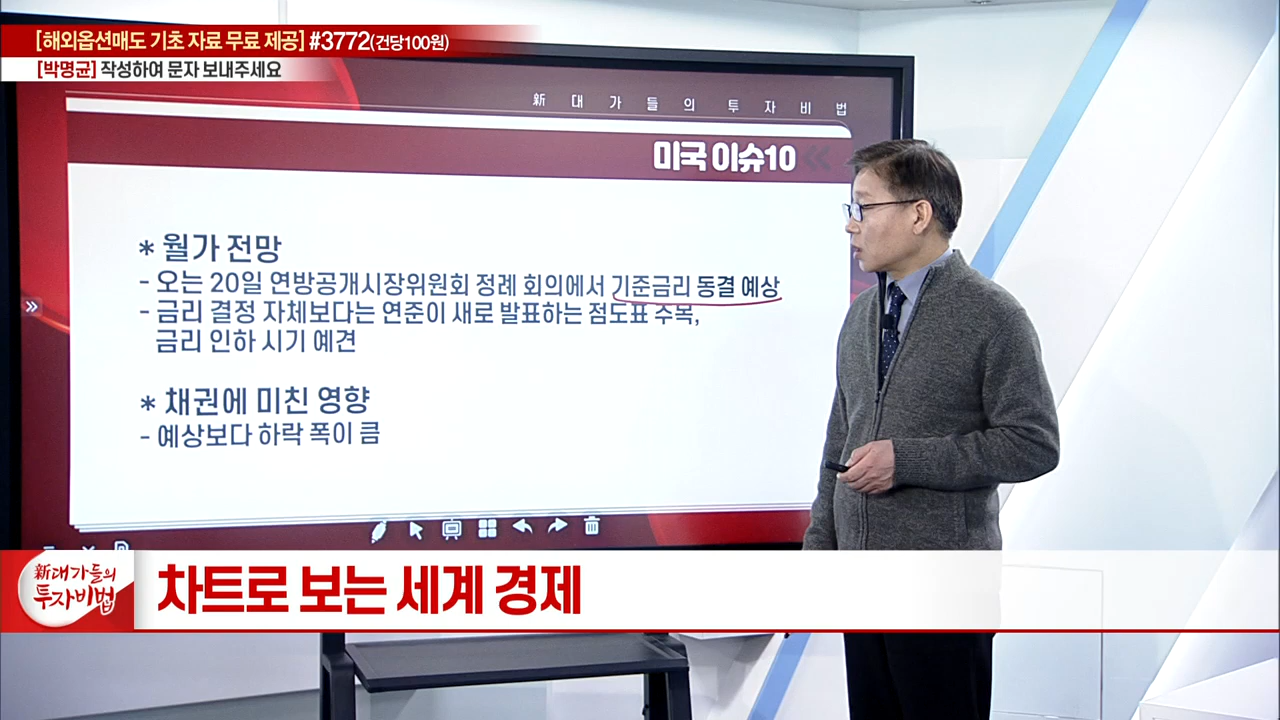 [해외옵션매도 기초 자료 무료 제공] #3772(건당100원)
[박명균] 작성하여 문자 보내주세요
新 대 가 들 의 투 자 비 법
미국 이슈10
* 월가 전망
- 오는 20일 연방공개시장위원회 정례 회의에서 기준금리 동결 예상
- 금리 결정 자체보다는 연준이 새로 발표하는 점도표 주목,
금리 인하 시기 예견
* 채권에 미친 영향
- 예상보다 하락 폭이 큼
新대가들의
투자비법
차트로 보는 세계 경제